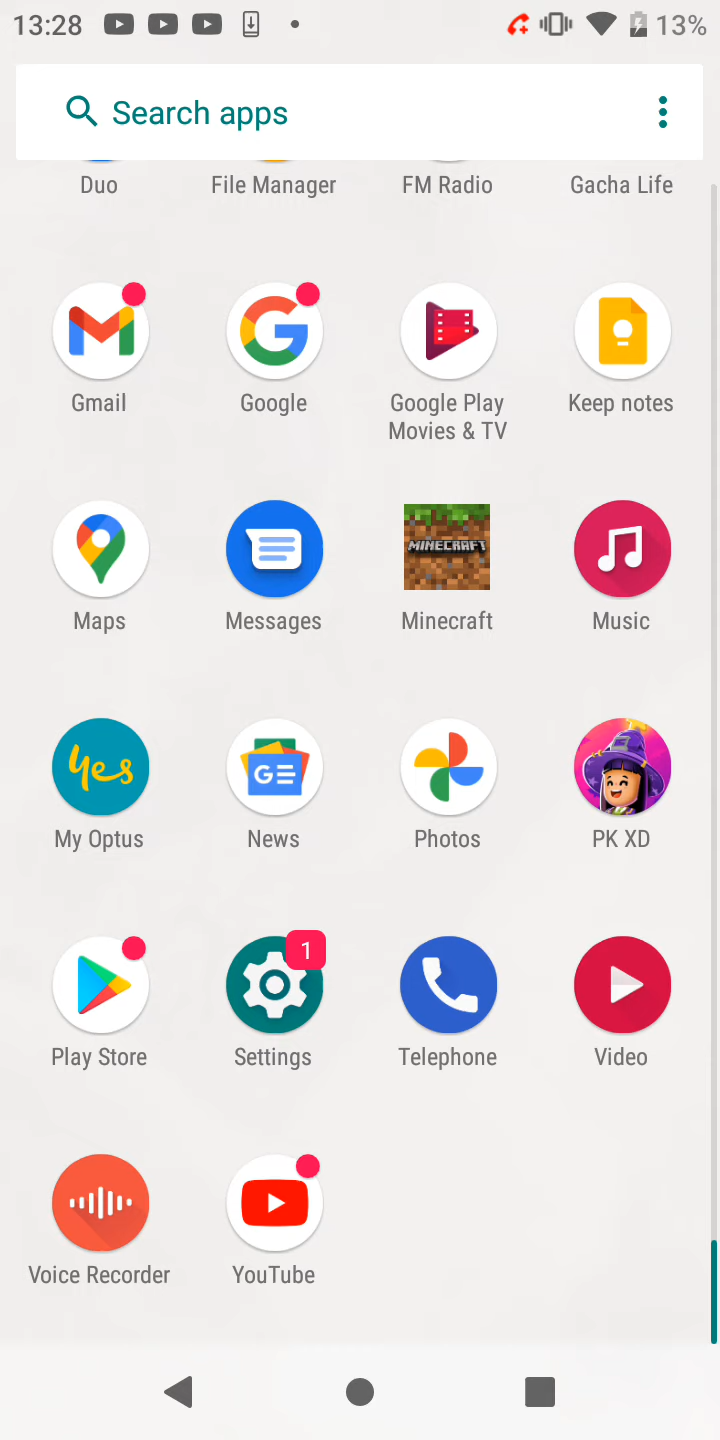 13:28 13%
Search apps
Duo File Manager FM Radio Gacha Life
Gmail Google Google Play Keep notes
Movies & TV
MINECRAFT
Maps Messages Minecraft Music
yes GE
My Optus News Photos PK XD
1
Play Store Settings Telephone Video
Voice Recorder YouTube